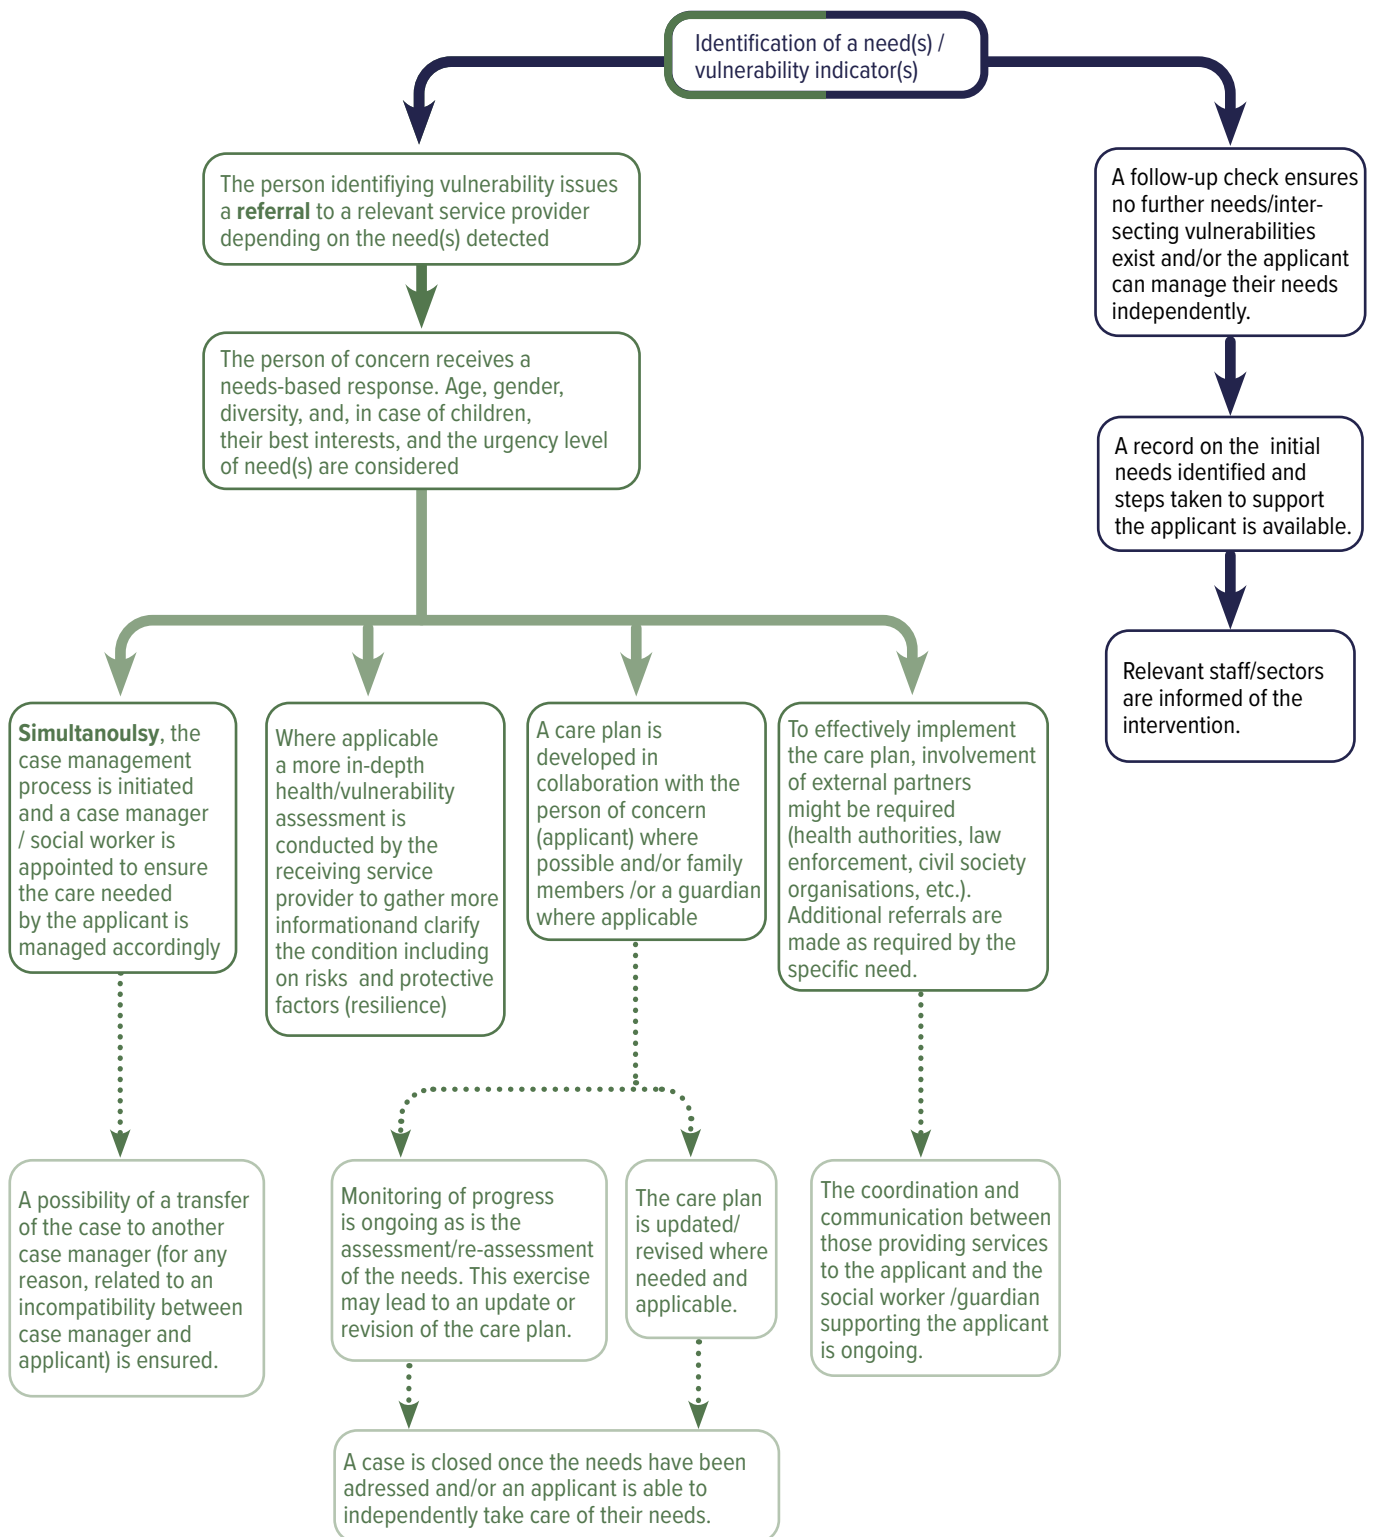 Identification of a need(s) /
vulnerability indicator(s)
The person identifiying vulnerability issues
a referral to a relevant service provider
depending on the need(s) detected
The person of concern receives a
needs-based response. Age, gender,
diversity, and, in case of children,
their best interests, and the urgency level
of need(s) are considered
A follow-up check ensures
no further needs/inter-
secting vulnerabilities
exist and/or the applicant
can manage their needs
independently.
A record on the initial
needs identified and
steps taken to support
the applicant is available.
Relevant staff/sectors
are informed of the
intervention.
Simultanoulsy, the
case management
process is initiated
and a case manager
/ social worker is
appointed to ensure
the care needed
by the applicant is
managed accordingly
Where applicable
a more in-depth
health/vulnerability
assessment is
conducted by the
receiving service
provider to gather more
informationand clarify
the condition including
on risks and protective
factors (resilience)
A care plan is
developed in
collaboration with the
person of concern
(applicant) where
possible and/or family
members /or a guardian
where applicable
To effectively implement
the care plan, involvement
of external partners
might be required
(health authorities, law
enforcement, civil society
organisations, etc.).
Additional referrals are
made as required by the
specific need.
A possibility of a transfer
of the case to another
case manager (for any
reason, related to an
incompatibility between
case manager and
applicant) is ensured.
Monitoring of progress
is ongoing as is the
assessment/re-assessment
of the needs. This exercise
may lead to an update or
revision of the care plan.
The care plan
is updated/
revised where
needed and
applicable.
The coordination and
communication between
those providing services
to the applicant and the
social worker /guardian
supporting the applicant
is ongoing.
A case is closed once the needs have been
adressed and/or an applicant is able to
independently take care of their needs.